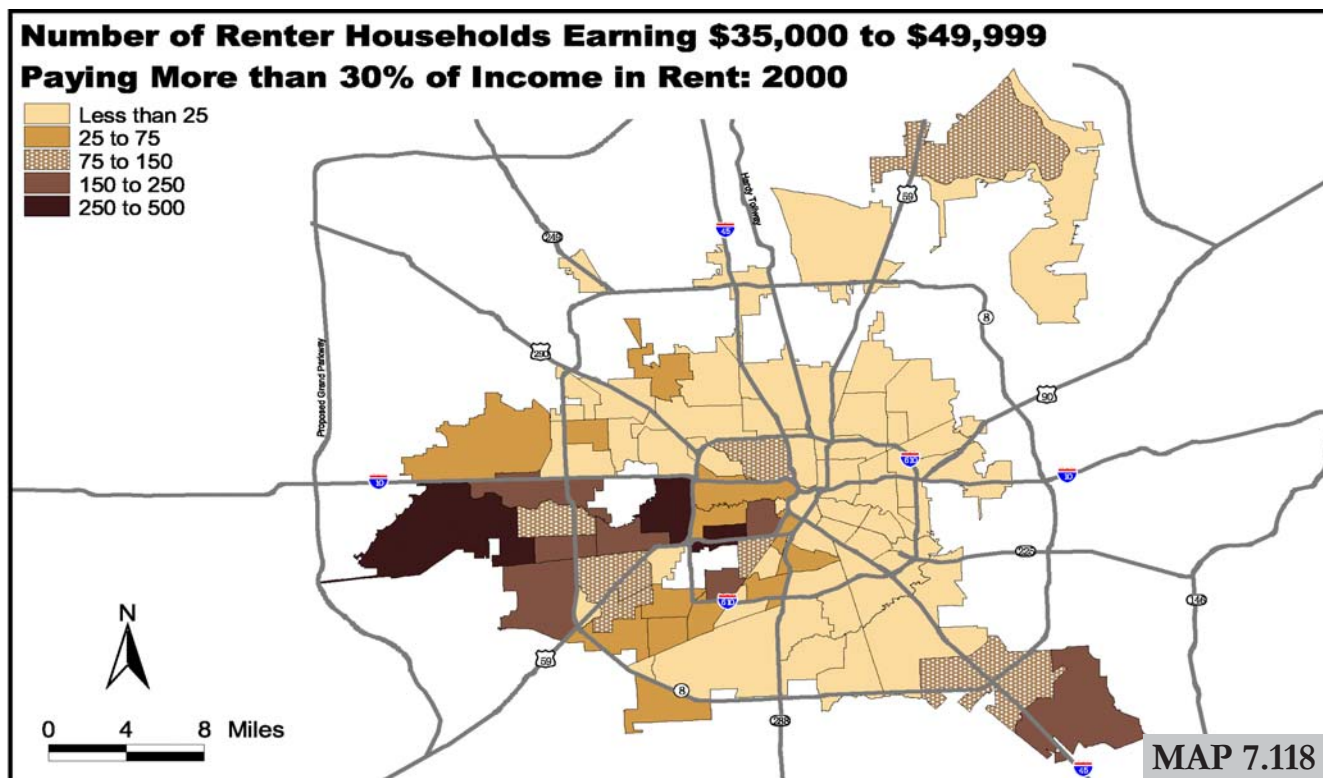 Number of Renter Households Earning $35,000 to $49,999
Paying More than 30% of Income in Rent: 2000
Less than 25
25 to 75
75 to 150
150 to 250
250 to 500
Hardy Tollway
59
45
249
8
290
Proposed Grand Parkway
90
610
10
10
225
146
610
N
59
8
288
0 4 8 Miles
45
MAP 7.118